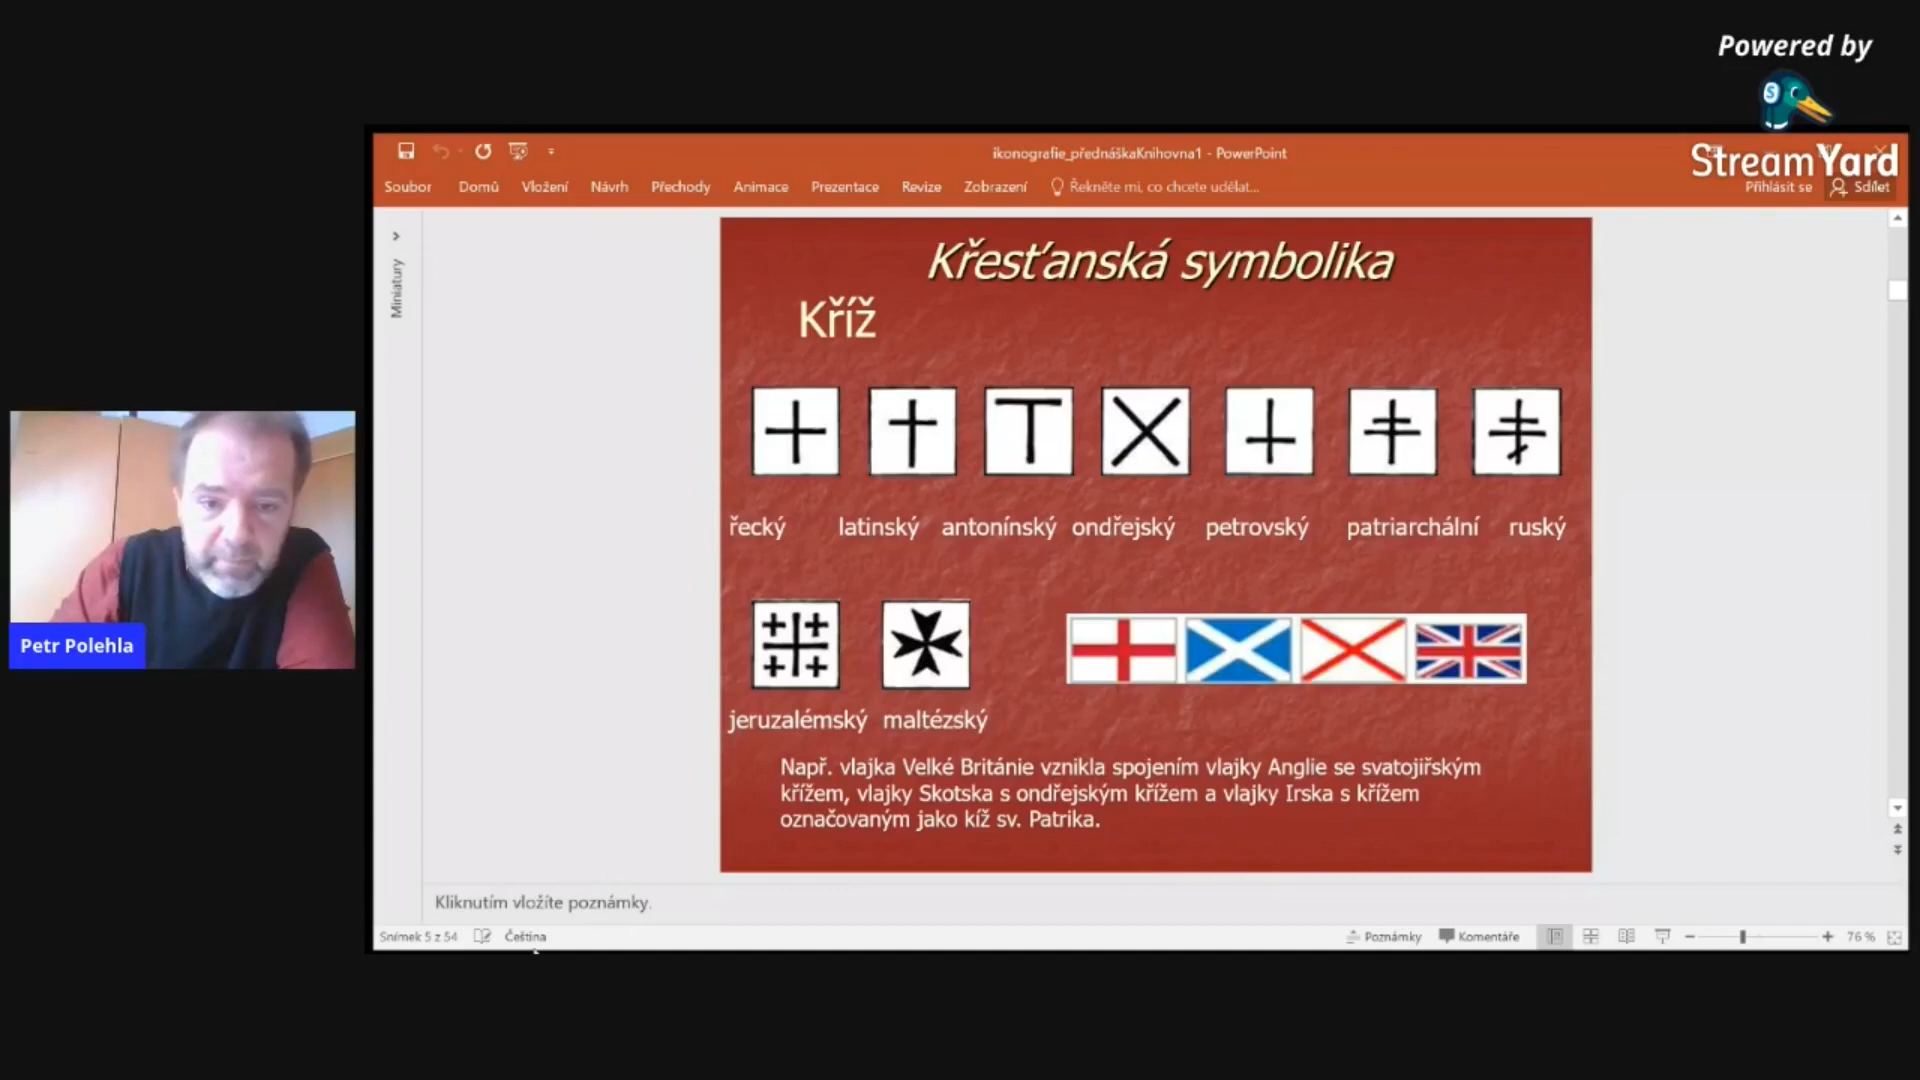 Powered by
StreamYard
ikonografie_přednáškaKnihovna1 - PowerPoint
Soubor Domů Vložení Návrh Přechody Animace Prezentace Revize Zobrazení Řekněte mi, co chcete udělat... Přihlásit se Sdílet
Miniatury
Křesťanská symbolika
Kříž
řecký latinský antonínský ondřejský petrovský patriarchální ruský
jeruzalémský maltézský
Např. vlajka Velké Británie vznikla spojením vlajky Anglie se svatojiřským
křížem, vlajky Skotska s ondřejským křížem a vlajky Irska s křížem
označovaným jako kíž sv. Patrika.
Petr Polehla
Kliknutím vložíte poznámky.
Snímek 5 z 54 Čeština Poznámky Komentáře 76 %